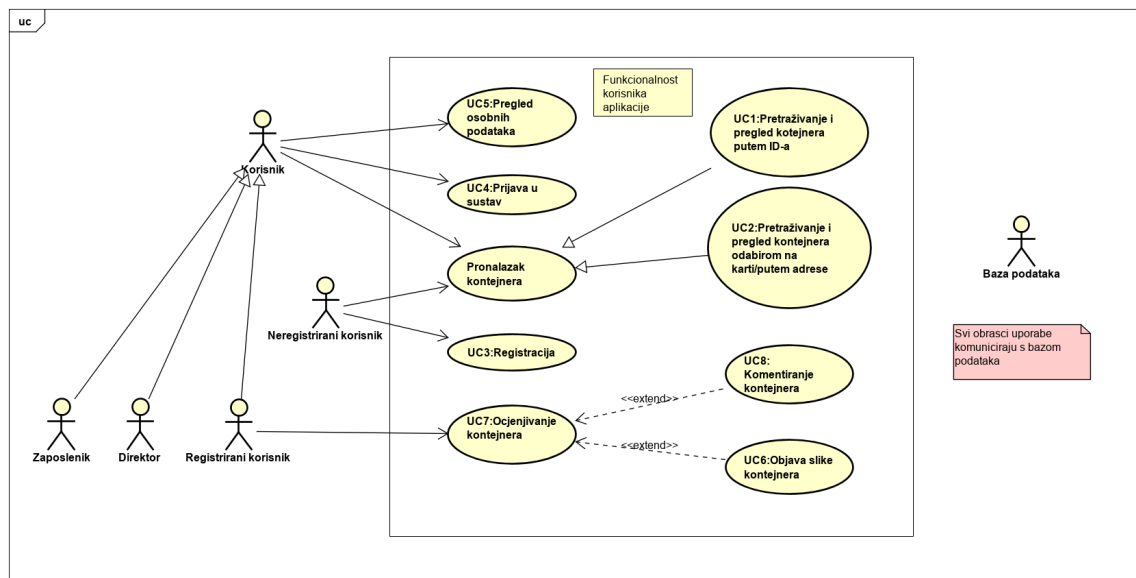 uc
Funkcionalnost
korisnika
aplikacije
UC5:Pregled
osobnih
podataka
UC1:Pretraživanje i
pregled kotejnera
putem ID-a
Korisnik
UC4:Prijava u
sustav
UC2:Pretraživanje i
pregled kontejnera
odabirom na
karti/putem adrese
Pronalazak
kontejnera
Baza podataka
Neregistrirani korisnik
Svi obrasci uporabe
komuniciraju s bazom
podataka
UC3:Registracija
UC8:
Komentiranje
kontejnera
<<extend>>
UC7:Ocjenjivanje
kontejnera
<<extend>>
Zaposlenik
Direktor
Registrirani korisnik
UC6:Objava slike
kontejnera